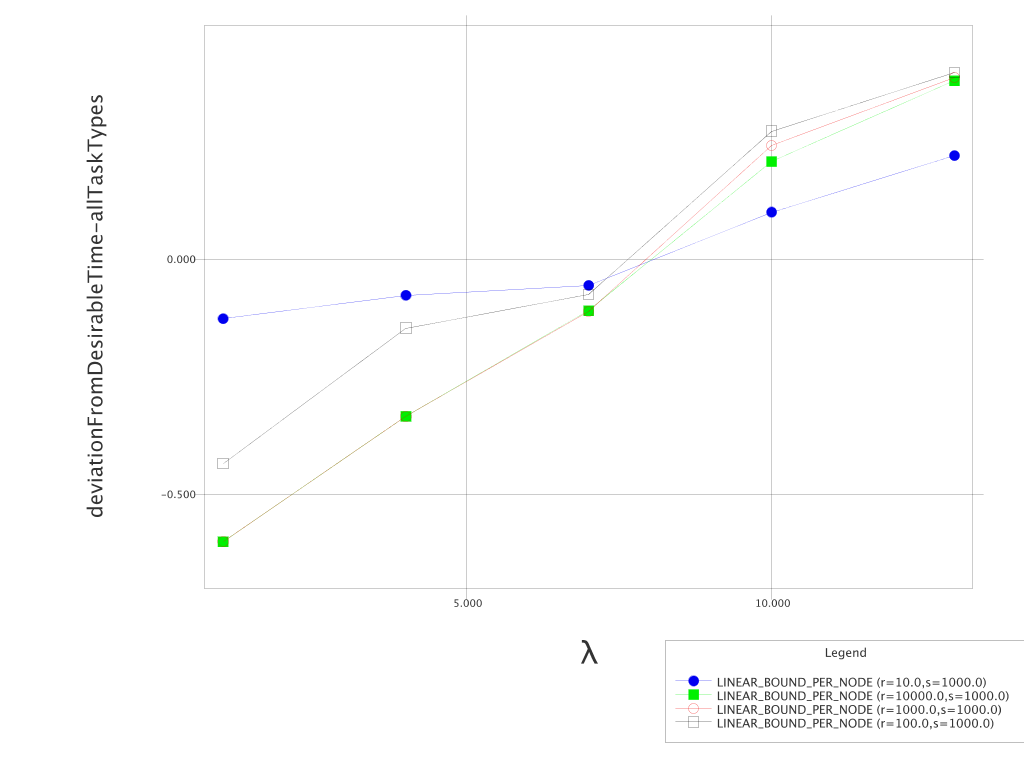 deviationFromDesirableTime-allTaskTypes
0.000
-0.500
5.000
10.000
λ
Legend
LINEAR_BOUND_PER_NODE (r=10.0,s=1000.0)
LINEAR_BOUND_PER_NODE (r=10000.0,s=1000.0)
LINEAR_BOUND_PER_NODE (r=1000.0,s=1000.0)
LINEAR_BOUND_PER_NODE (r=100.0,s=1000.0)